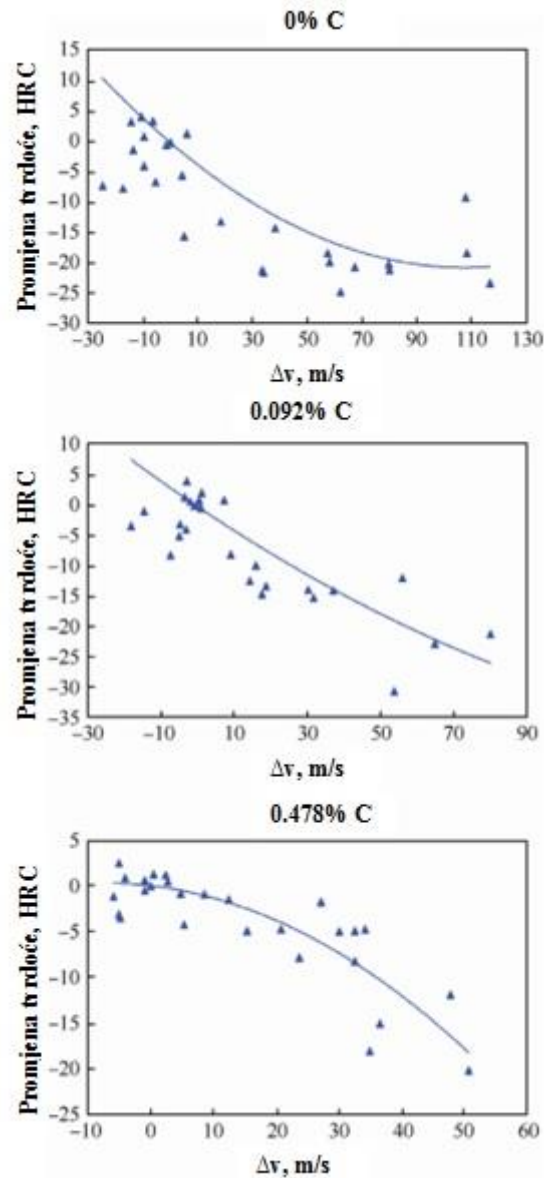 0% C
Promjena tvrdoće, HRC
15
10
5
0
–5
–10
–15
–20
–25
–30
–30 –10 10 30 50 70 90 110 130
Δv, m/s
0.092% C
Promjena tvrdoće, HRC
10
5
0
–5
–10
–15
–20
–25
–30
–35
–30 –10 10 30 50 70 90
Δv, m/s
0.478% C
Promjena tvrdoće, HRC
5
0
–5
–10
–15
–20
–25
–10 0 10 20 30 40 50 60
Δv, m/s